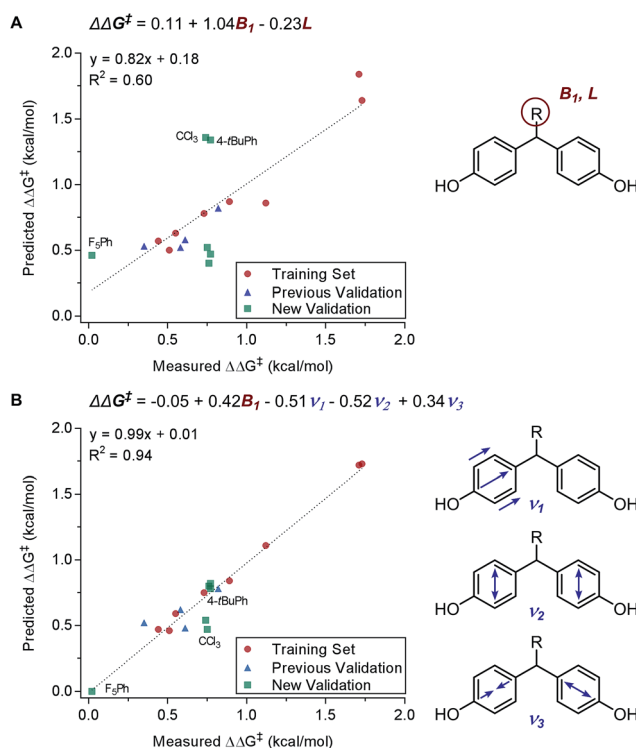 A
ΔΔG‡ = 0.11 + 1.04B₁ - 0.23L
y = 0.82x + 0.18
R² = 0.60
2.0
1.5
1.0
0.5
0.0
Predicted ΔΔG‡ (kcal/mol)
CCl₃
4-tBuPh
F₅Ph
Training Set
Previous Validation
New Validation
0.0 0.5 1.0 1.5 2.0
Measured ΔΔG‡ (kcal/mol)
B₁, L
R
HO OH
B
ΔΔG‡ = -0.05 + 0.42B₁ - 0.51ν₁ - 0.52ν₂ + 0.34ν₃
y = 0.99x + 0.01
R² = 0.94
2.0
1.5
1.0
0.5
0.0
Predicted ΔΔG‡ (kcal/mol)
4-tBuPh
CCl₃
F₅Ph
Training Set
Previous Validation
New Validation
0.0 0.5 1.0 1.5 2.0
Measured ΔΔG‡ (kcal/mol)
R
HO OH
ν₁
R
HO OH
ν₂
R
HO OH
ν₃